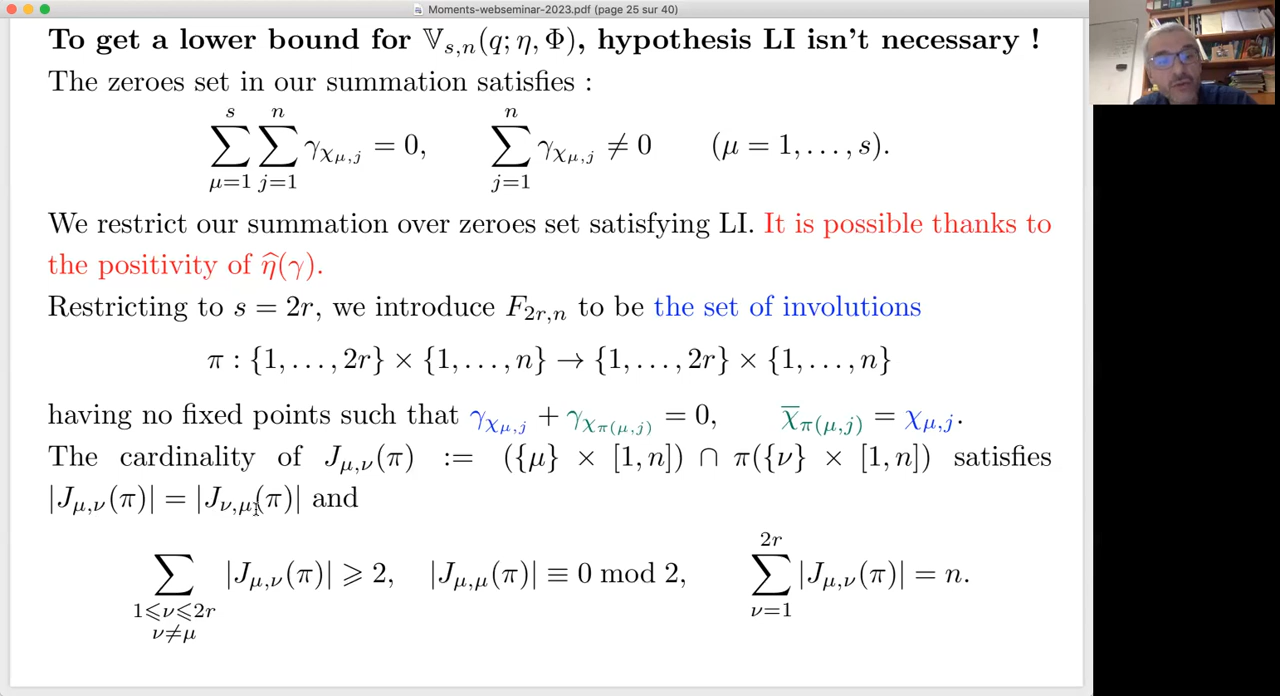 Moments-webseminar-2023.pdf (page 25 sur 40)
To get a lower bound for 𝕍_{s,n}(q; η, Φ), hypothesis LI isn't necessary !
The zeroes set in our summation satisfies :
∑_{μ=1}^{s} ∑_{j=1}^{n} γ_{χ_{μ,j}} = 0, ∑_{j=1}^{n} γ_{χ_{μ,j}} ≠ 0 (μ = 1, . . . , s).
We restrict our summation over zeroes set satisfying LI. It is possible thanks to
the positivity of η̂(γ).
Restricting to s = 2r, we introduce F_{2r,n} to be the set of involutions
π : {1, . . . , 2r} × {1, . . . , n} → {1, . . . , 2r} × {1, . . . , n}
having no fixed points such that γ_{χ_{μ,j}} + γ_{χ_{π(μ,j)}} = 0, χ̄_{π(μ,j)} = χ_{μ,j}.
The cardinality of J_{μ,ν}(π) := ({μ} × [1, n]) ∩ π({ν} × [1, n]) satisfies
|J_{μ,ν}(π)| = |J_{ν,μ}(π)| and
∑_{1⩽ν⩽2r, ν≠μ} |J_{μ,ν}(π)| ⩾ 2, |J_{μ,μ}(π)| ≡ 0 mod 2, ∑_{ν=1}^{2r} |J_{μ,ν}(π)| = n.